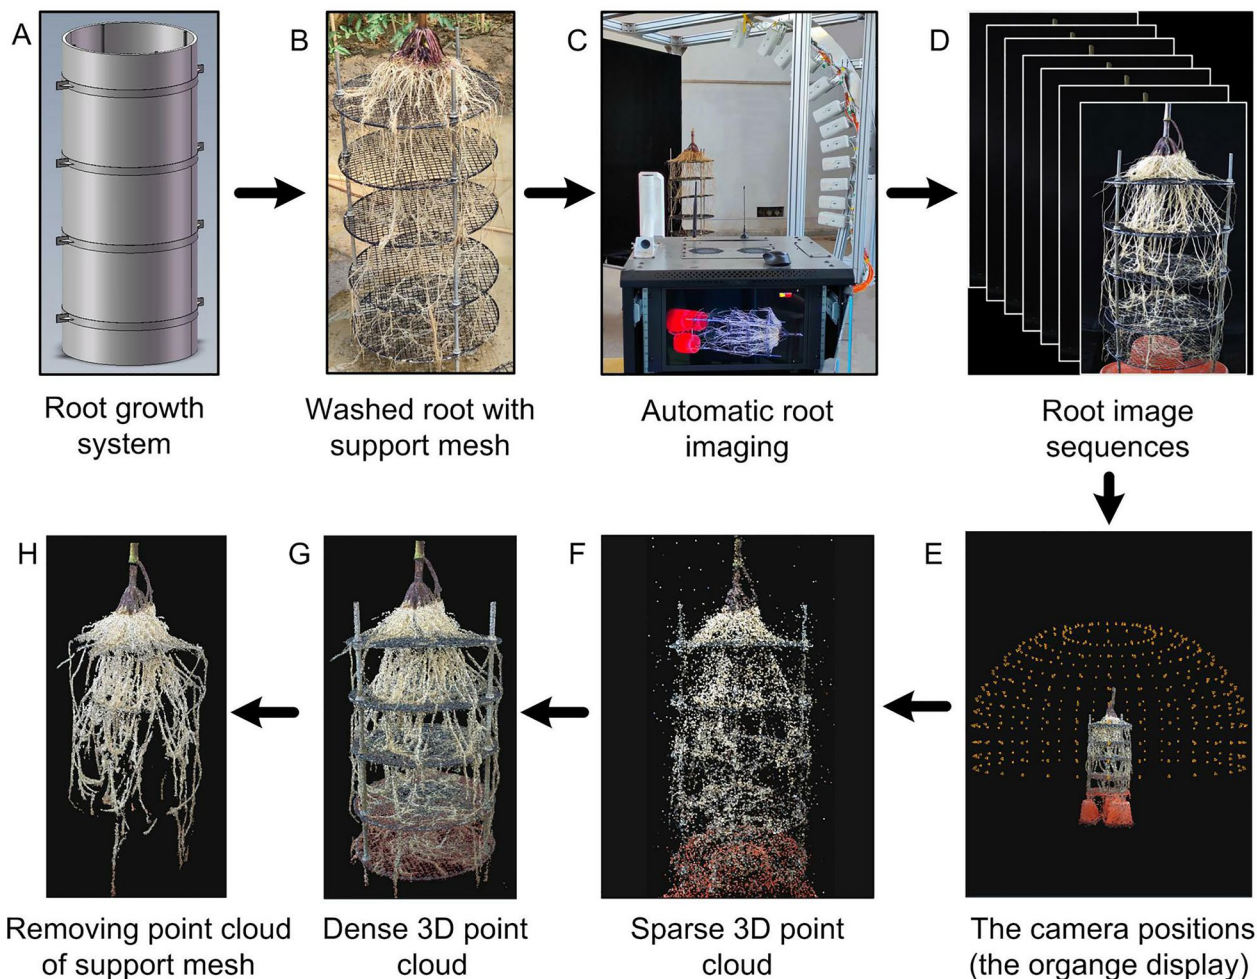 A
B
C
D
Root growth
system
Washed root with
support mesh
Automatic root
imaging
Root image
sequences
H
G
F
E
Removing point cloud
of support mesh
Dense 3D point
cloud
Sparse 3D point
cloud
The camera positions
(the organge display)